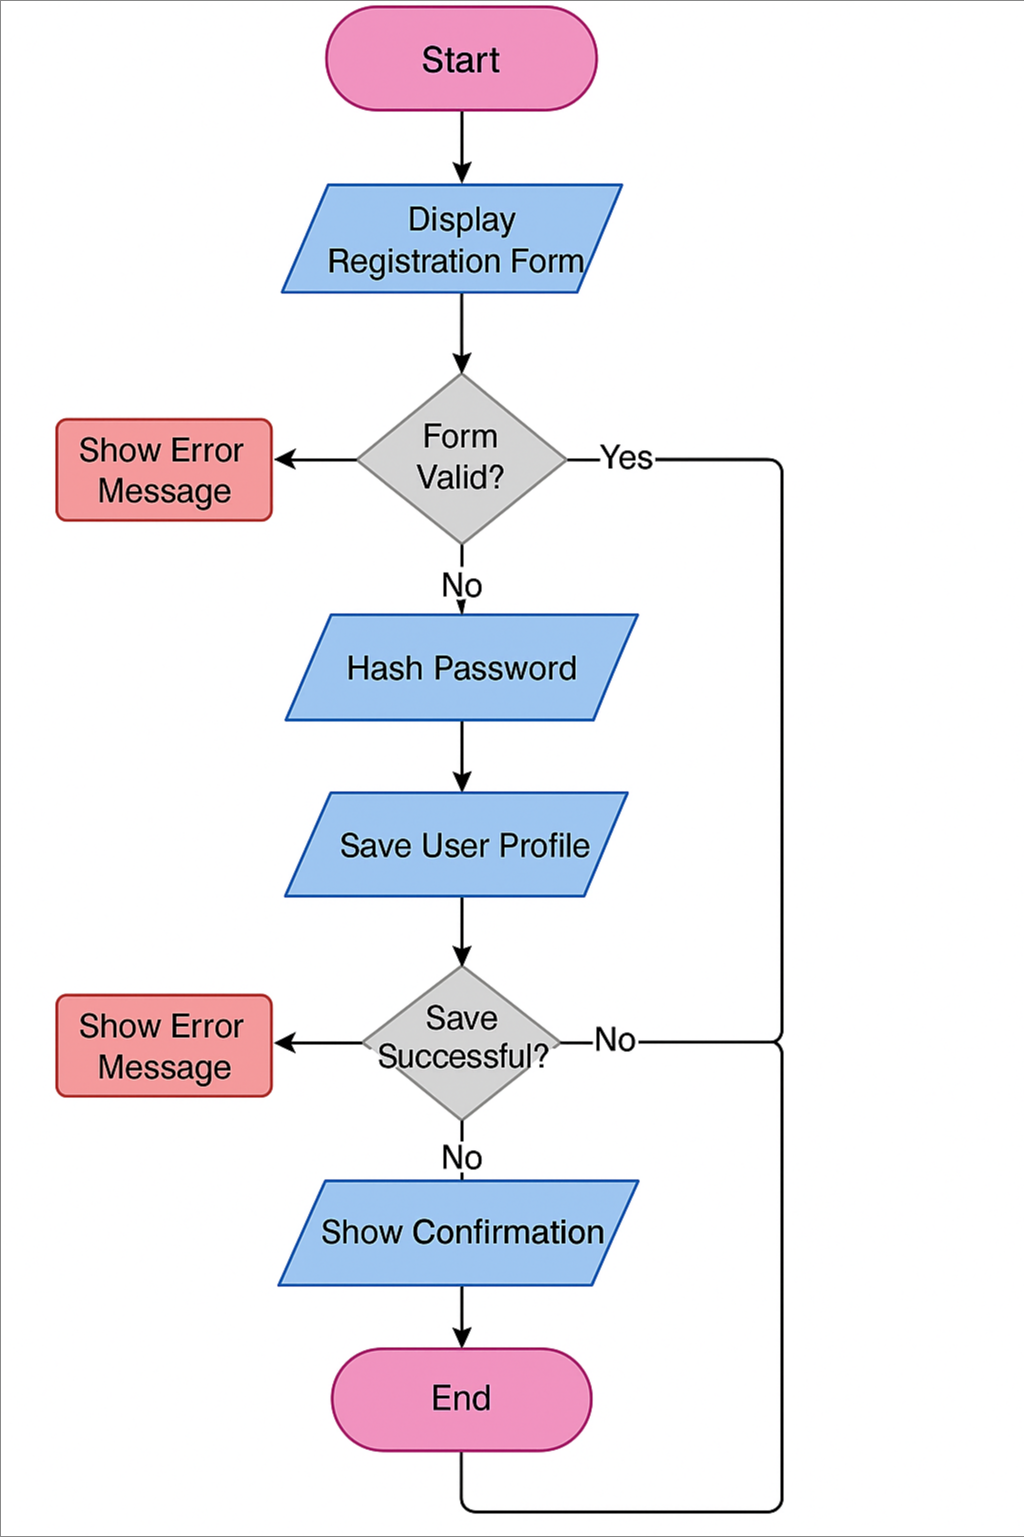 Start
Display
Registration Form
Form
Valid?
Yes
Show Error
Message
No
Hash Password
Save User Profile
Save
Successful?
No
Show Error
Message
No
Show Confirmation
End